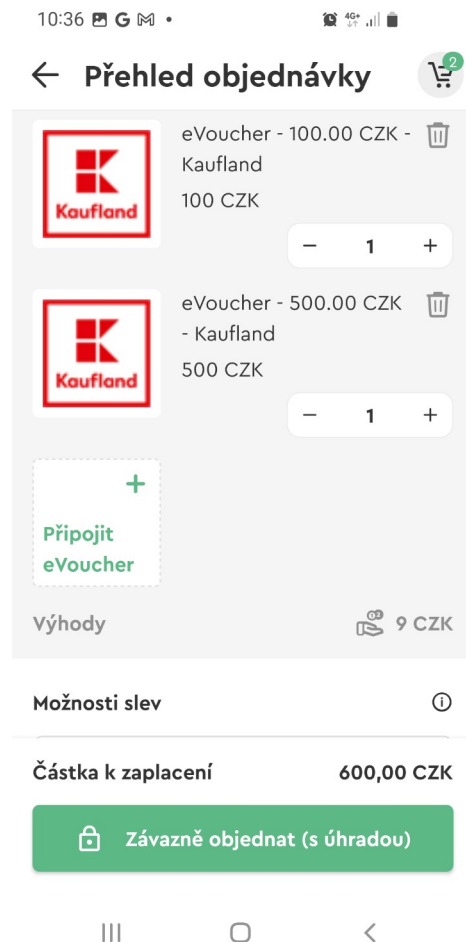 10:36 G
4G+
Přehled objednávky
2
eVoucher - 100.00 CZK -
Kaufland
100 CZK
Kaufland
- 1 +
eVoucher - 500.00 CZK
- Kaufland
500 CZK
Kaufland
- 1 +
+
Připojit
eVoucher
Výhody 9 CZK
Možnosti slev
Částka k zaplacení 600,00 CZK
Závazně objednat (s úhradou)